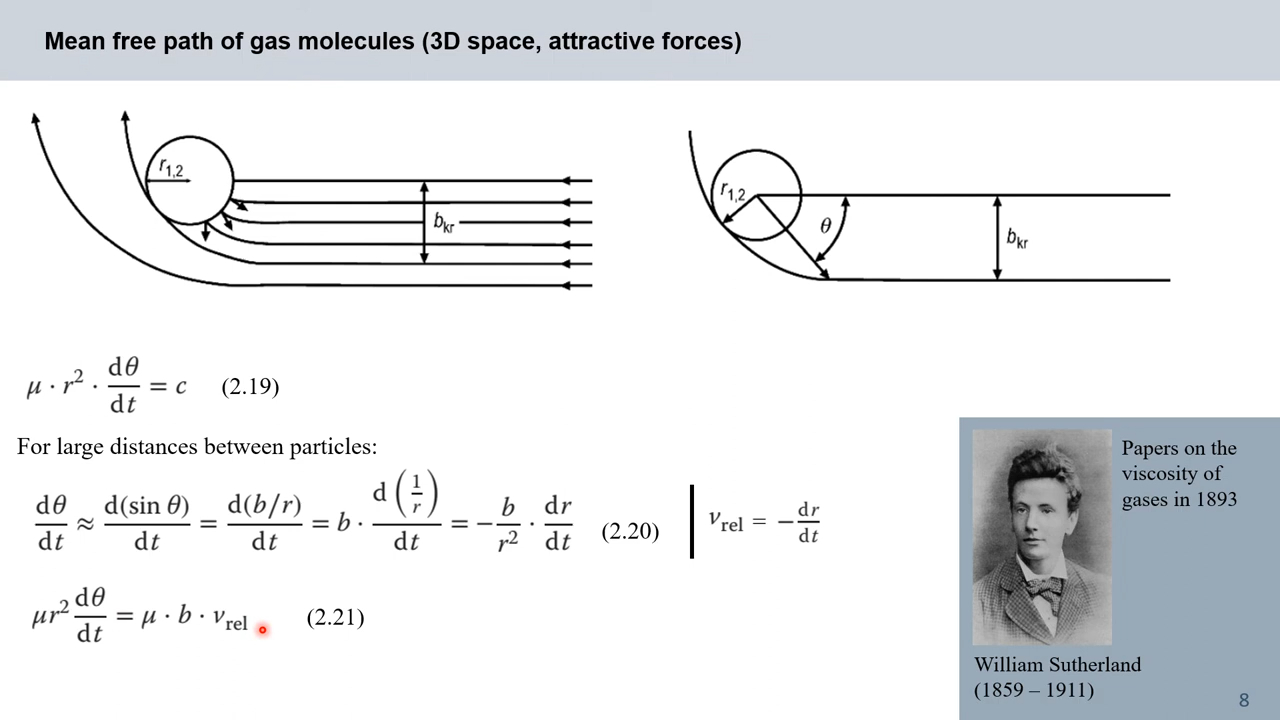 Mean free path of gas molecules (3D space, attractive forces)
r1,2
bkr
r1,2
θ
bkr
μ · r² · dθ/dt = c (2.19)
For large distances between particles:
dθ/dt ≈ d(sin θ)/dt = d(b/r)/dt = b · d(1/r)/dt = − b/r² · dr/dt (2.20) | vrel = − dr/dt
μr² dθ/dt = μ · b · vrel (2.21)
Papers on the
viscosity of
gases in 1893
William Sutherland
(1859 – 1911)
8